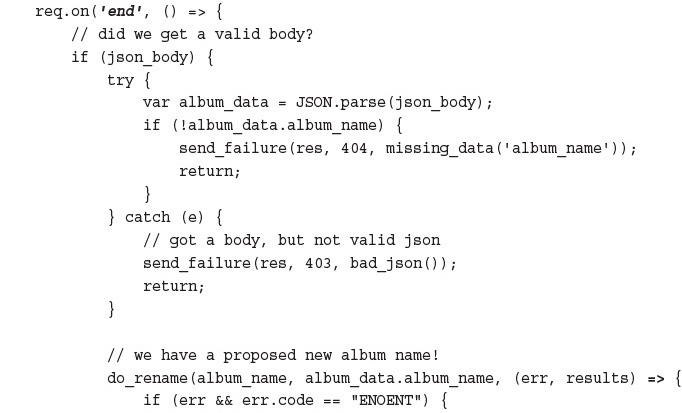 req.on('end', () => {
    // did we get a valid body?
    if (json_body) {
        try {
            var album_data = JSON.parse(json_body);
            if (!album_data.album_name) {
                send_failure(res, 404, missing_data('album_name'));
                return;
            }
        } catch (e) {
            // got a body, but not valid json
            send_failure(res, 403, bad_json());
            return;
        }

        // we have a proposed new album name!
        do_rename(album_name, album_data.album_name, (err, results) => {
            if (err && err.code == "ENOENT") {